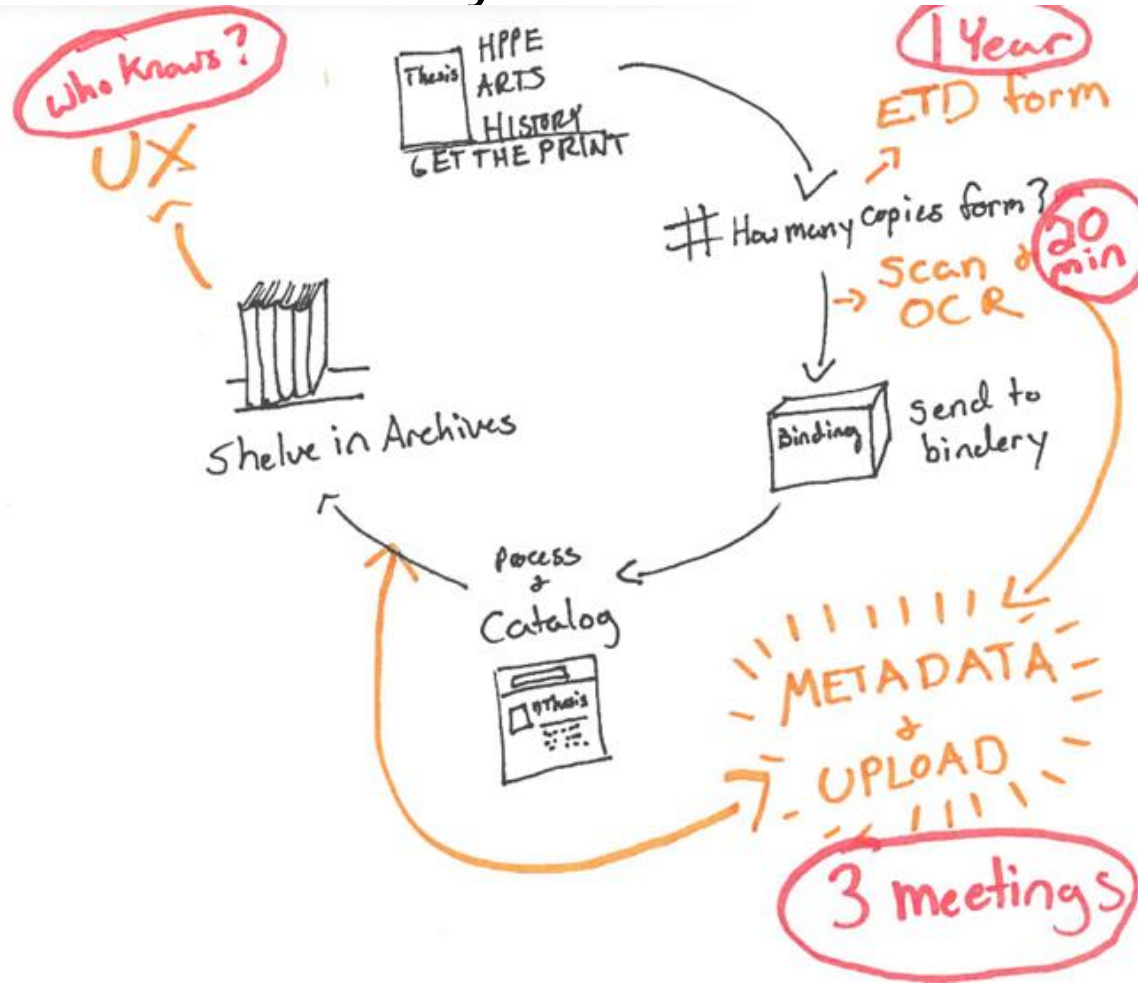 Who Knows?
UX
Thesis
HPPE
ARTS
HISTORY
GET THE PRINT
1 Year
ETD form
# How many copies form?
Scan &
OCR
20
min
Binding
Send to
bindery
Process
&
Catalog
Thesis
Shelve in Archives
METADATA
&
UPLOAD
3 meetings